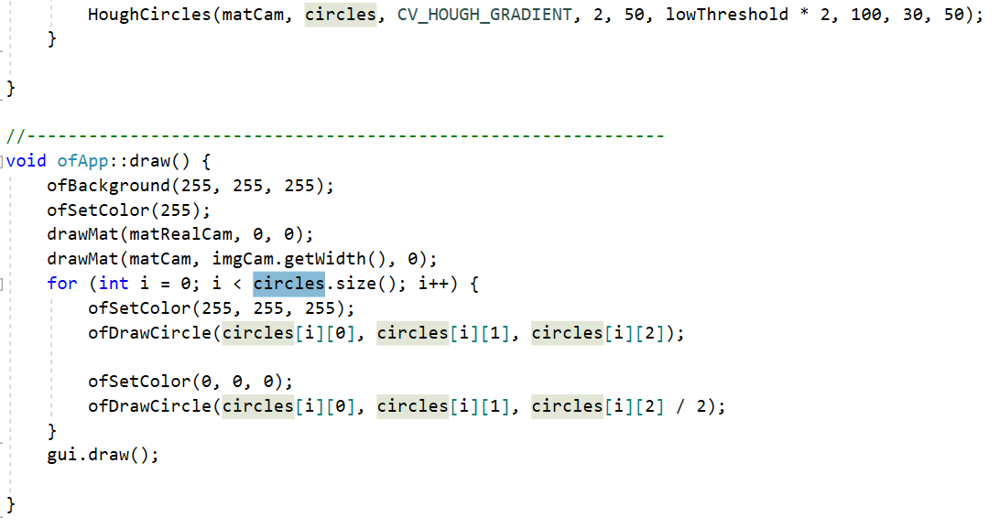 HoughCircles(matCam, circles, CV_HOUGH_GRADIENT, 2, 50, lowThreshold * 2, 100, 30, 50);
}
}
//--------------------------------------------------------------
void ofApp::draw() {
ofBackground(255, 255, 255);
ofSetColor(255);
drawMat(matRealCam, 0, 0);
drawMat(matCam, imgCam.getWidth(), 0);
for (int i = 0; i < circles.size(); i++) {
ofSetColor(255, 255, 255);
ofDrawCircle(circles[i][0], circles[i][1], circles[i][2]);
ofSetColor(0, 0, 0);
ofDrawCircle(circles[i][0], circles[i][1], circles[i][2] / 2);
}
gui.draw();
}